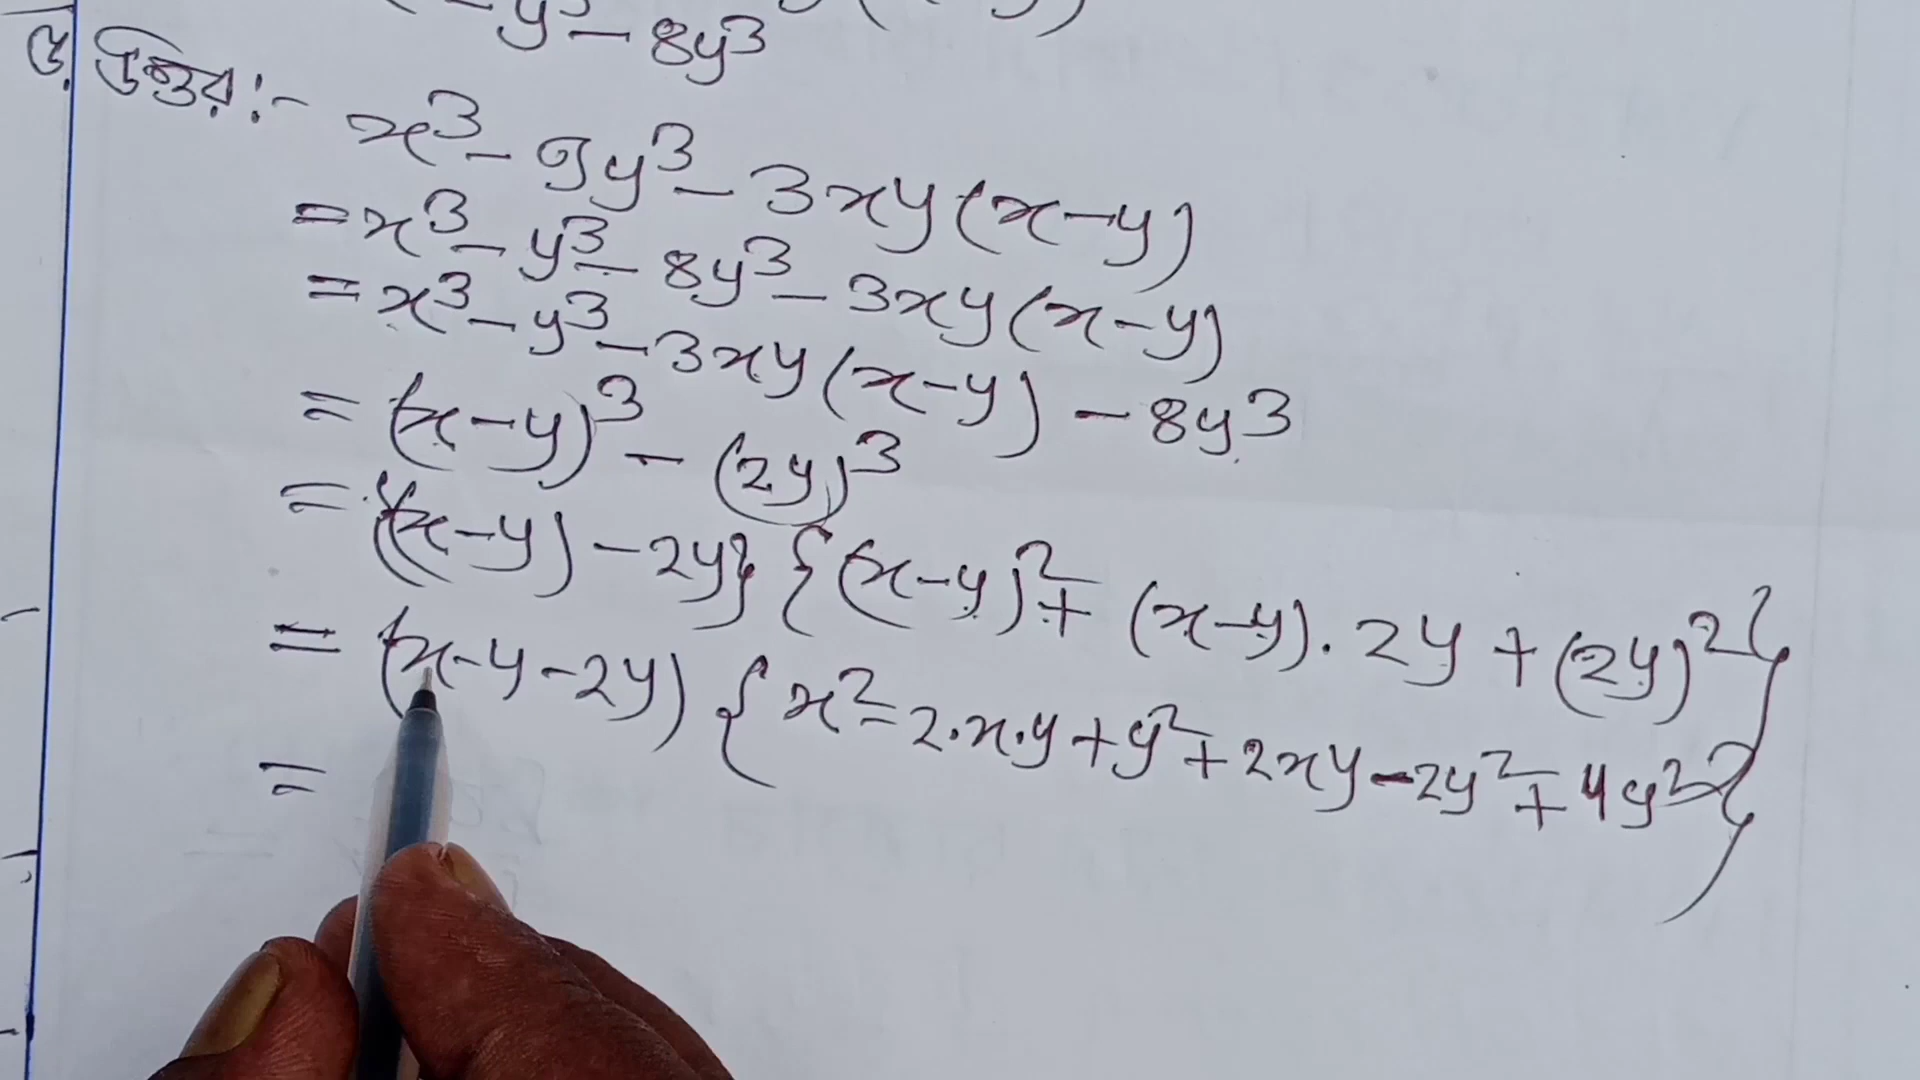 - y³ - 8y³
উত্তর:-
x³ - 9y³ - 3xy(x-y)
= x³ - y³ - 8y³ - 3xy(x-y)
= x³ - y³ - 3xy(x-y) - 8y³
= (x-y)³ - (2y)³
= {(x-y) - 2y} {(x-y)² + (x-y). 2y + (2y)²}
= (x-y-2y) {x² - 2.x.y + y² + 2xy - 2y² + 4y²}
=